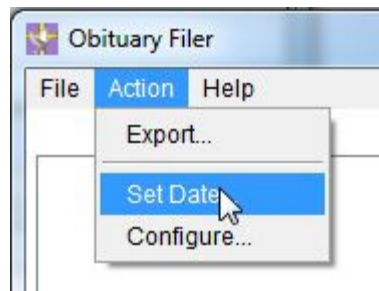 Obituary Filer
File Action Help
Export...
Set Date
Configure...